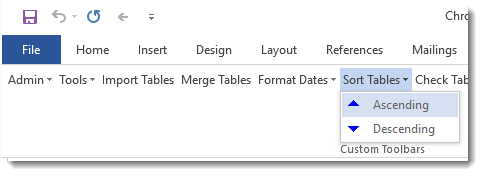 Chro
File Home Insert Design Layout References Mailings
Admin Tools Import Tables Merge Tables Format Dates Sort Tables Check Tab
Ascending
Descending
Custom Toolbars